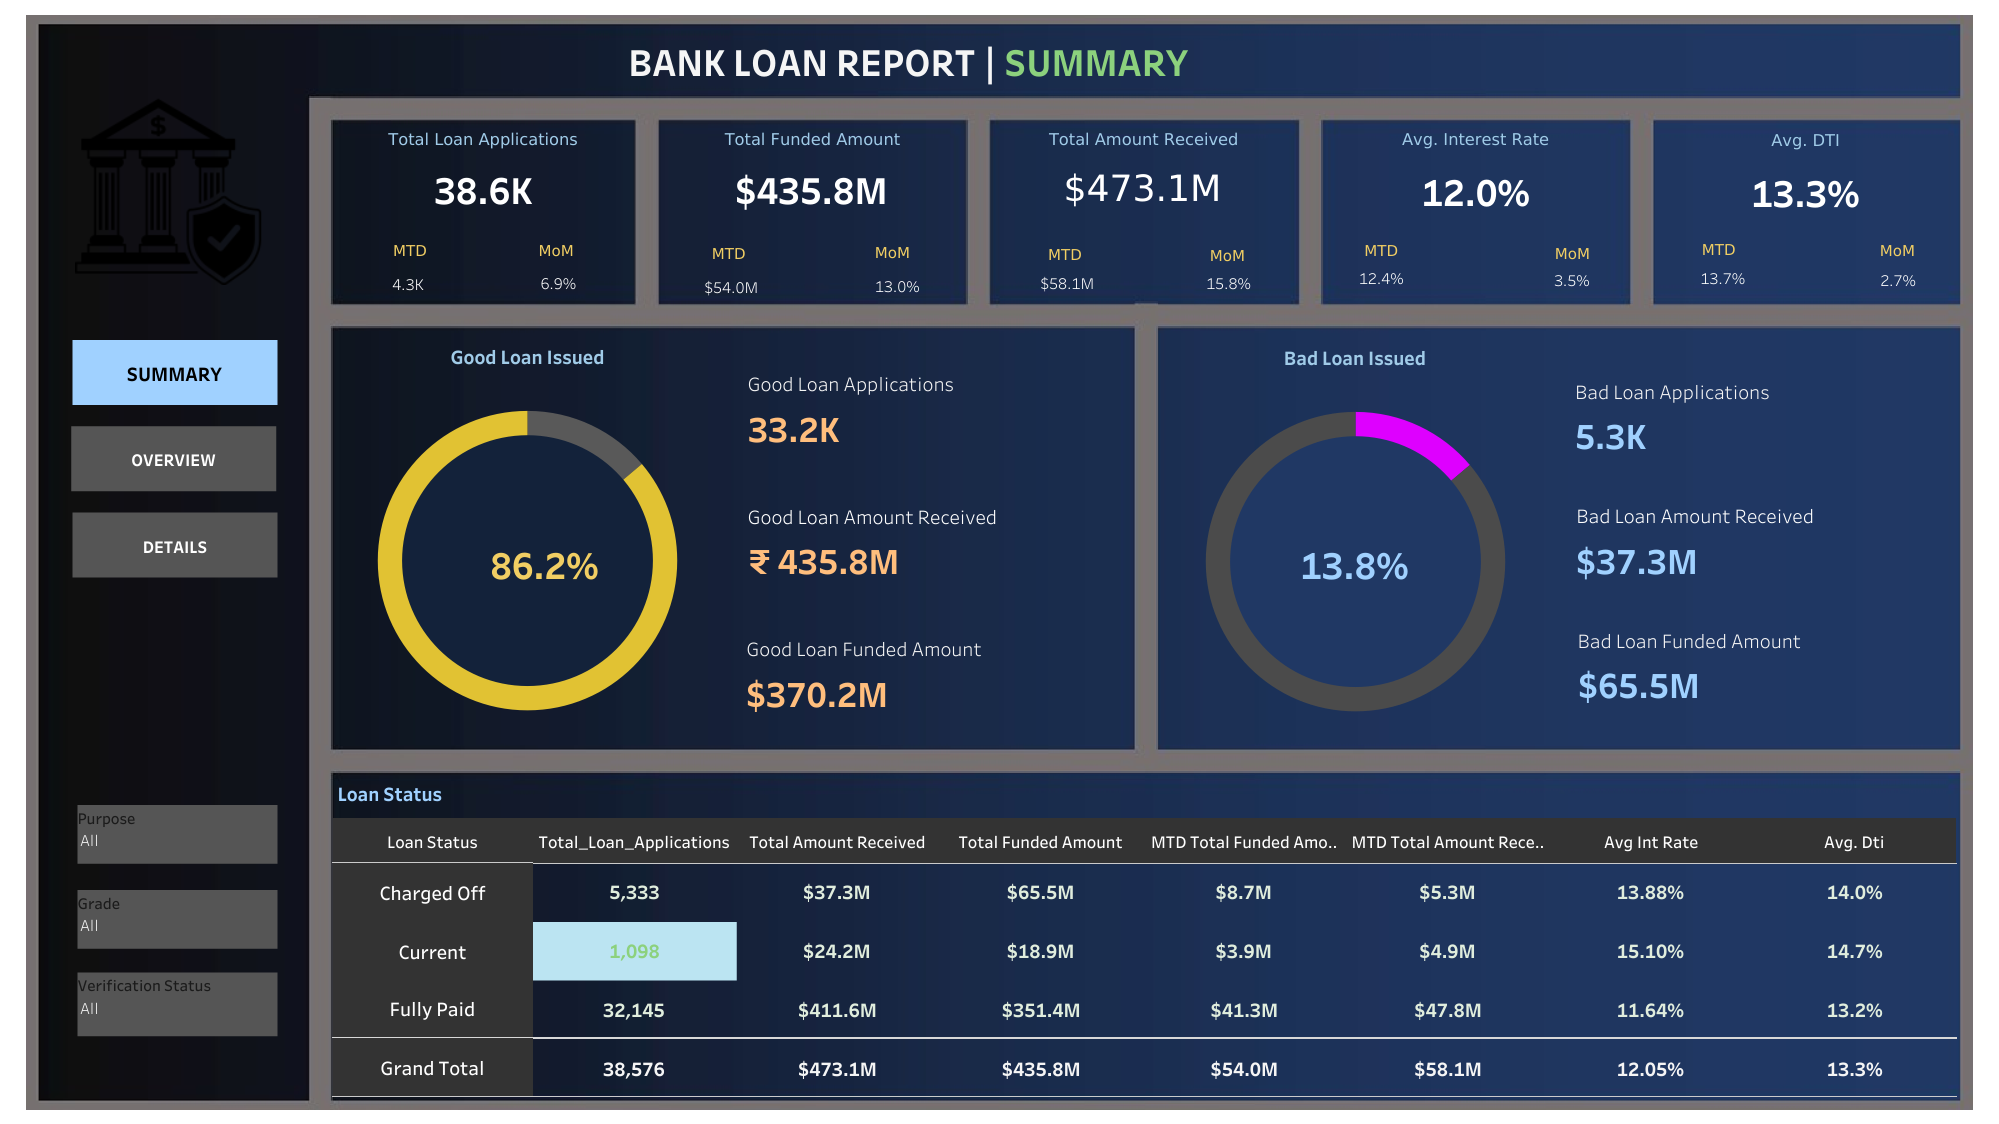 BANK LOAN REPORT | SUMMARY
$
SUMMARY
OVERVIEW
DETAILS
Purpose
All
Grade
All
Verification Status
All
Total Loan Applications
38.6K
MTD MoM
4.3K 6.9%
Total Funded Amount
$435.8M
MTD MoM
$54.0M 13.0%
Total Amount Received
$473.1M
MTD MoM
$58.1M 15.8%
Avg. Interest Rate
12.0%
MTD MoM
12.4% 3.5%
Avg. DTI
13.3%
MTD MoM
13.7% 2.7%
Good Loan Issued
86.2%
Good Loan Applications
33.2K
Good Loan Amount Received
₹ 435.8M
Good Loan Funded Amount
$370.2M
Bad Loan Issued
13.8%
Bad Loan Applications
5.3K
Bad Loan Amount Received
$37.3M
Bad Loan Funded Amount
$65.5M
Loan Status
Loan Status Total_Loan_Applications Total Amount Received Total Funded Amount MTD Total Funded Amo.. MTD Total Amount Rece.. Avg Int Rate Avg. Dti
Charged Off 5,333 $37.3M $65.5M $8.7M $5.3M 13.88% 14.0%
Current 1,098 $24.2M $18.9M $3.9M $4.9M 15.10% 14.7%
Fully Paid 32,145 $411.6M $351.4M $41.3M $47.8M 11.64% 13.2%
Grand Total 38,576 $473.1M $435.8M $54.0M $58.1M 12.05% 13.3%